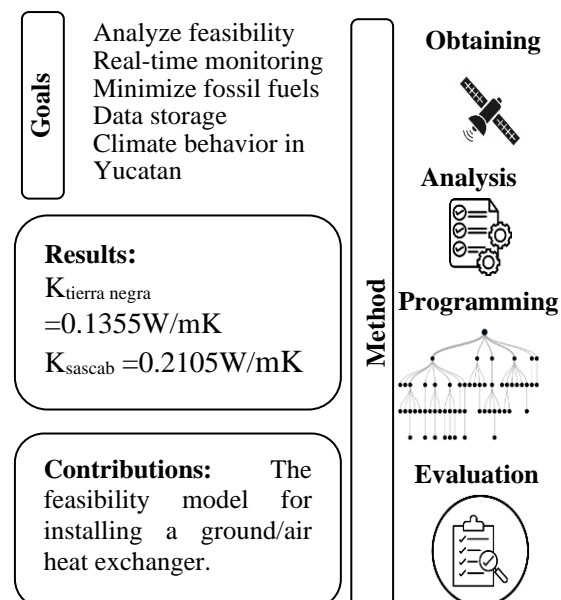 Goals
Analyze feasibility
Real-time monitoring
Minimize fossil fuels
Data storage
Climate behavior in
Yucatan
Results:
Ktierra negra
=0.1355W/mK
Ksascab =0.2105W/mK
Contributions: The
feasibility model for
installing a ground/air
heat exchanger.
Method
Obtaining
Analysis
Programming
Evaluation